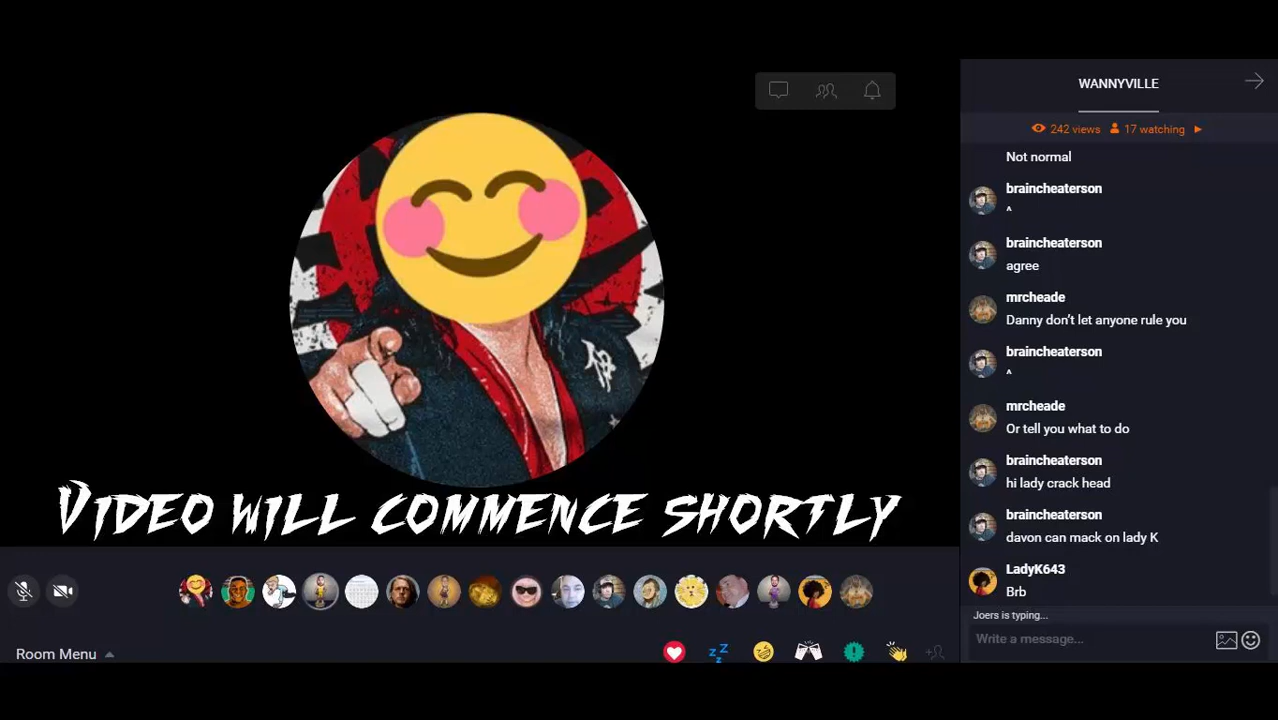 WANNYVILLE
242 views 17 watching
Not normal
braincheaterson
^
braincheaterson
agree
mrcheade
Danny don't let anyone rule you
braincheaterson
^
mrcheade
Or tell you what to do
braincheaterson
hi lady crack head
braincheaterson
davon can mack on lady K
LadyK643
Brb
Joers is typing...
Write a message...
VIDEO WILL COMMENCE SHORTLY
Room Menu
zzz